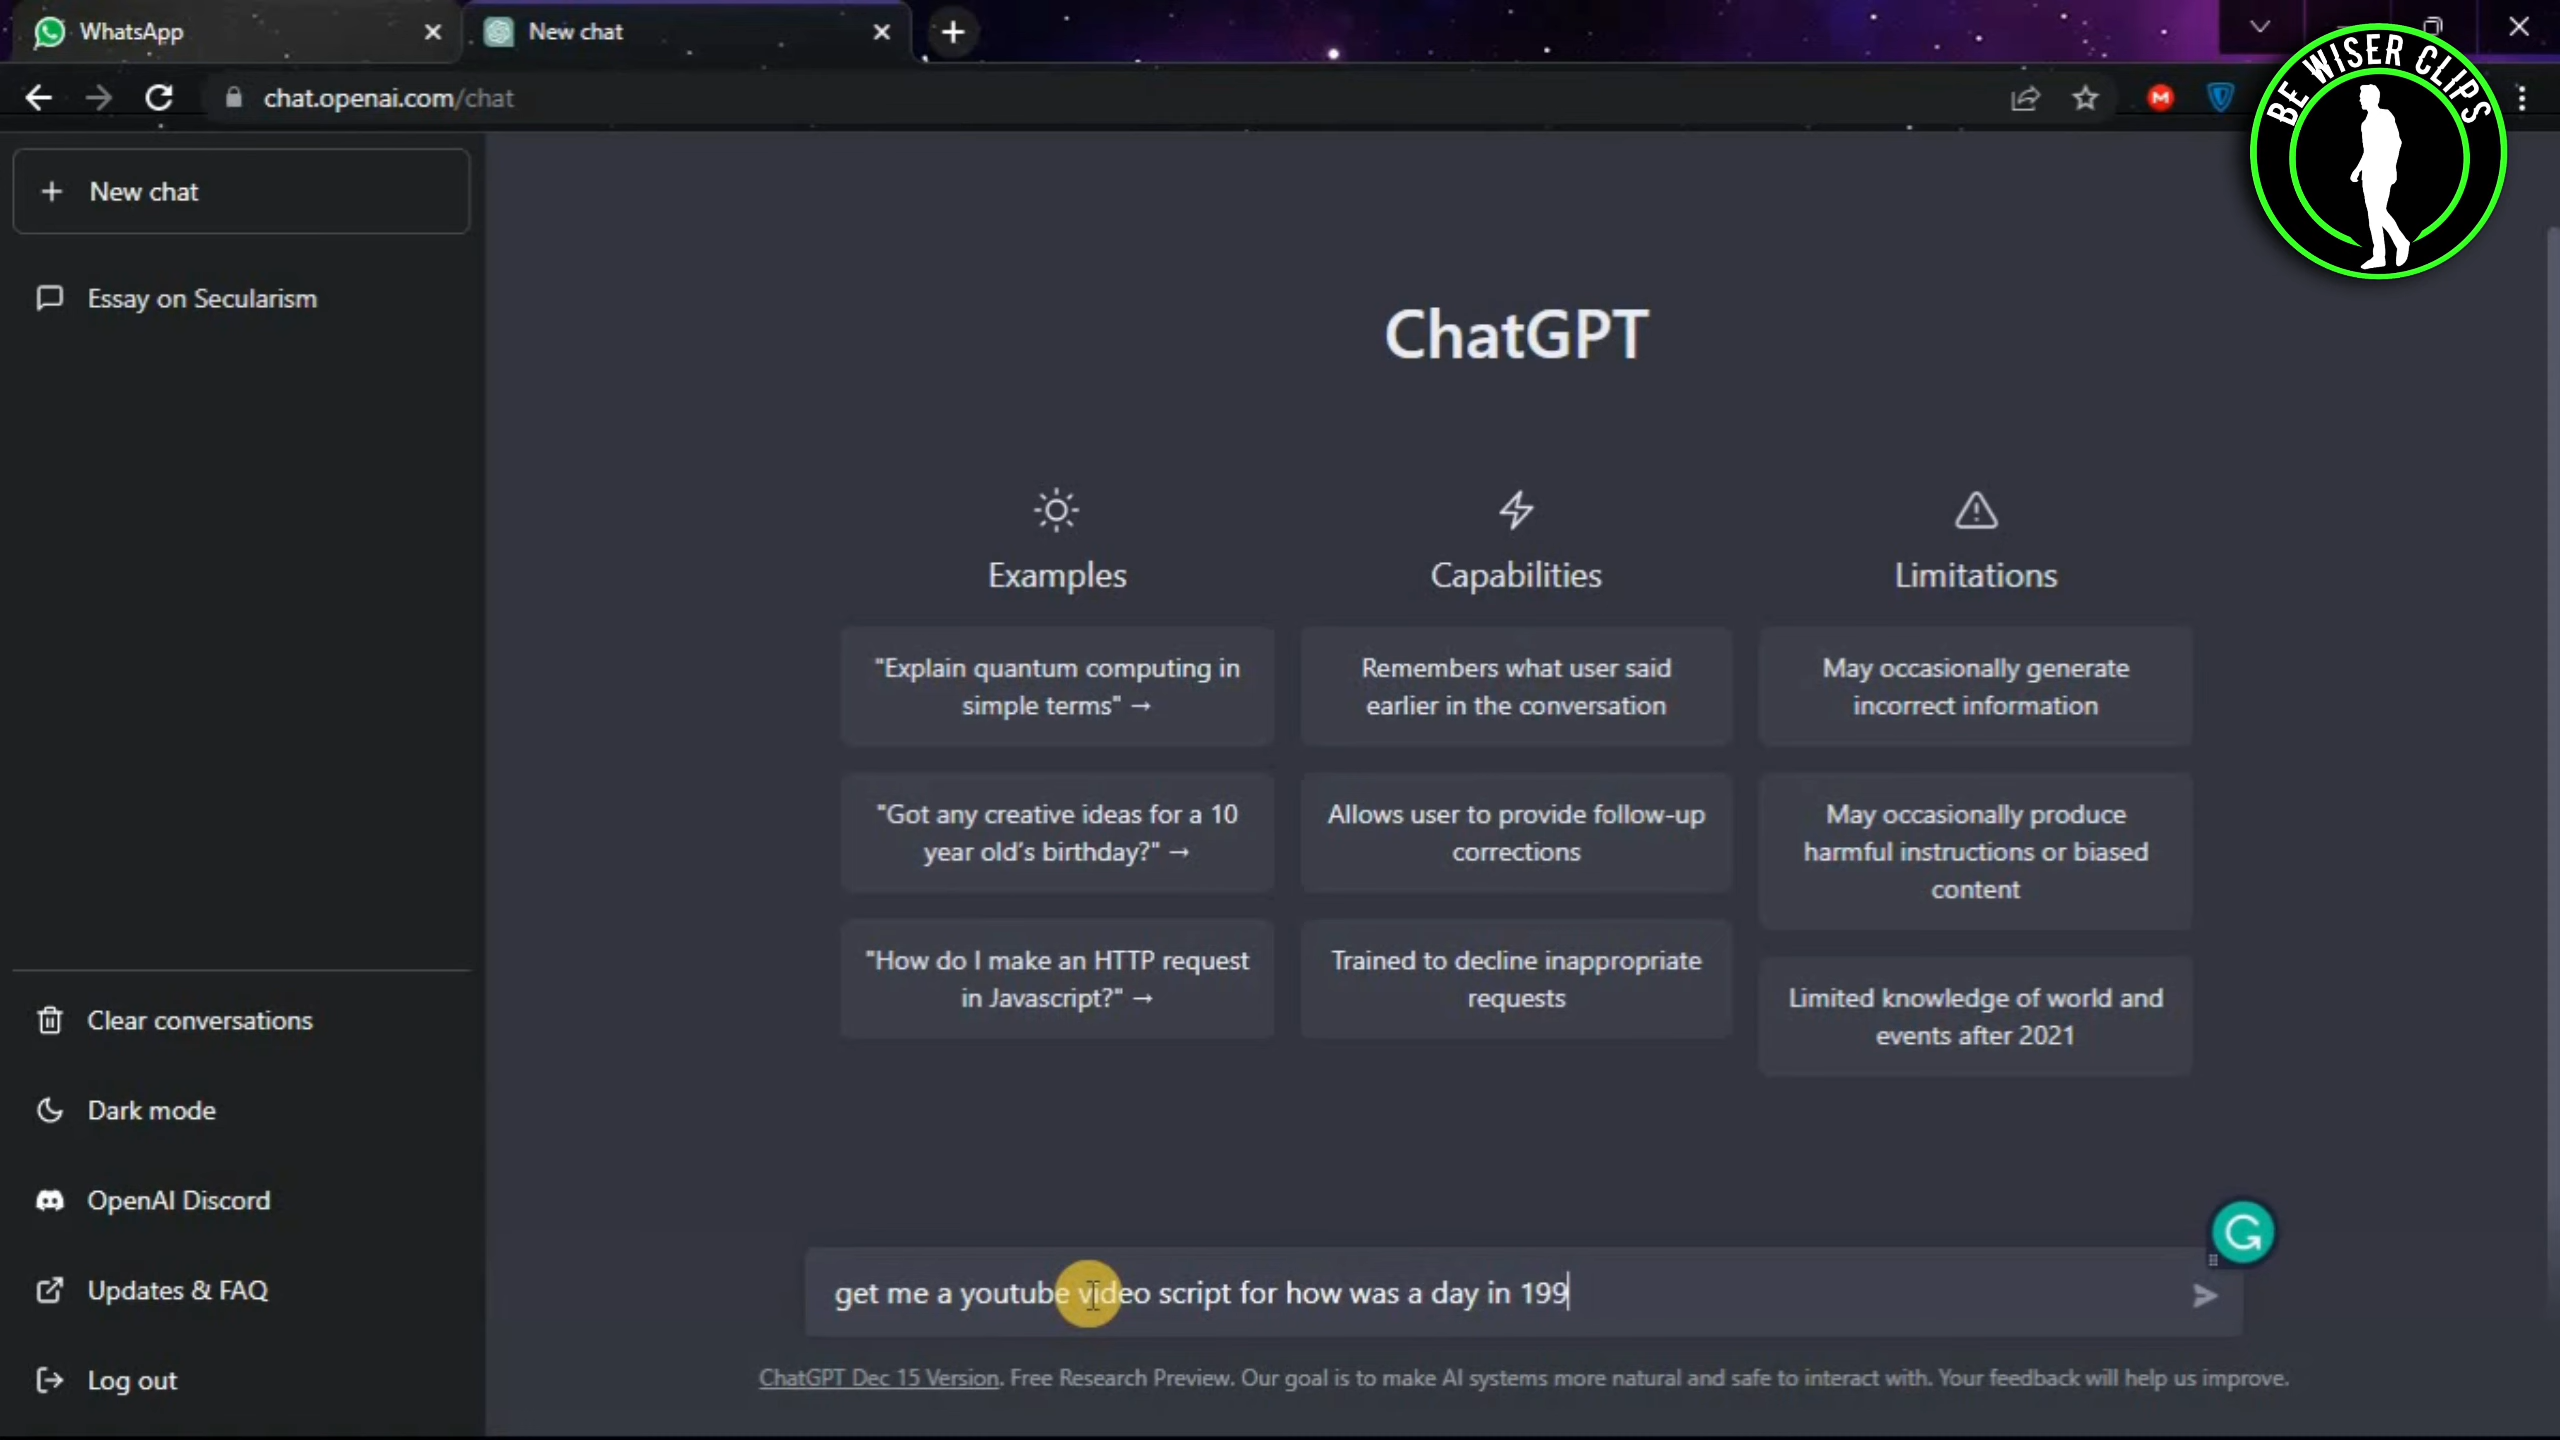 WhatsApp
New chat
chat.openai.com/chat
BE WISER CLIPS
New chat
Essay on Secularism
ChatGPT
Examples
Capabilities
Limitations
"Explain quantum computing in
simple terms" →
Remembers what user said
earlier in the conversation
May occasionally generate
incorrect information
"Got any creative ideas for a 10
year old's birthday?" →
Allows user to provide follow-up
corrections
May occasionally produce
harmful instructions or biased
content
"How do I make an HTTP request
in Javascript?" →
Trained to decline inappropriate
requests
Limited knowledge of world and
events after 2021
Clear conversations
Dark mode
OpenAI Discord
Updates & FAQ
Log out
get me a youtube video script for how was a day in 199
ChatGPT Dec 15 Version. Free Research Preview. Our goal is to make AI systems more natural and safe to interact with. Your feedback will help us improve.